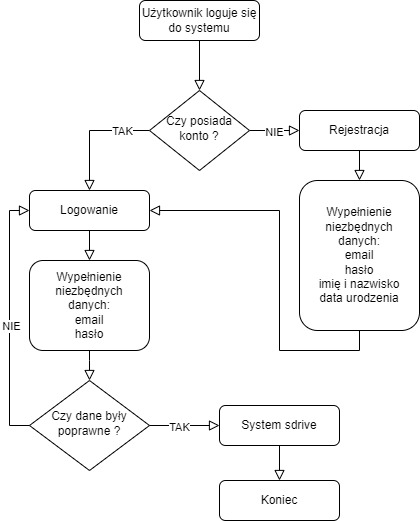 Użytkownik loguje się
do systemu
Czy posiada
konto ?
TAK
NIE
Rejestracja
Logowanie
Wypełnienie
niezbędnych
danych:
email
hasło
imię i nazwisko
data urodzenia
Wypełnienie
niezbędnych
danych:
email
hasło
NIE
Czy dane były
poprawne ?
TAK
System sdrive
Koniec